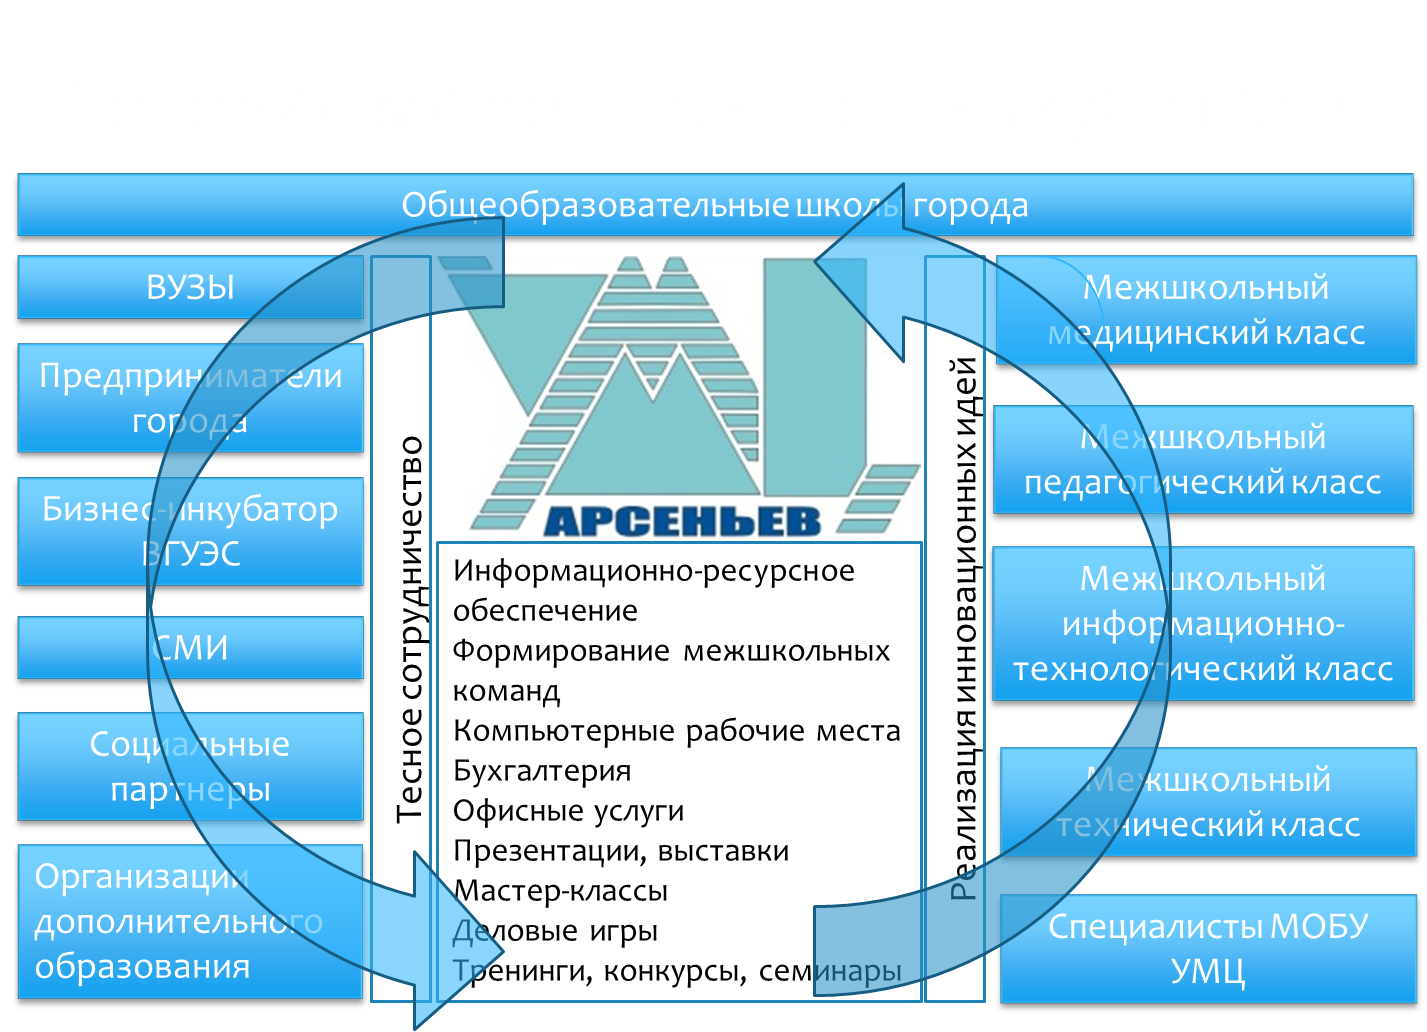 Общеобразовательные школы города
ВУЗЫ
Предприниматели
города
Бизнес-инкубатор
ВГУЭС
СМИ
Социальные
партнеры
Организации
дополнительного
образования
Тесное сотрудничество
УМЦ
АРСЕНЬЕВ
Информационно-ресурсное
обеспечение
Формирование межшкольных
команд
Компьютерные рабочие места
Бухгалтерия
Офисные услуги
Презентации, выставки
Мастер-классы
Деловые игры
Тренинги, конкурсы, семинары
Реализация инновационных идей
Межшкольный
медицинский класс
Межшкольный
педагогический класс
Межшкольный
информационно-
технологический класс
Межшкольный
технический класс
Специалисты МОБУ
УМЦ